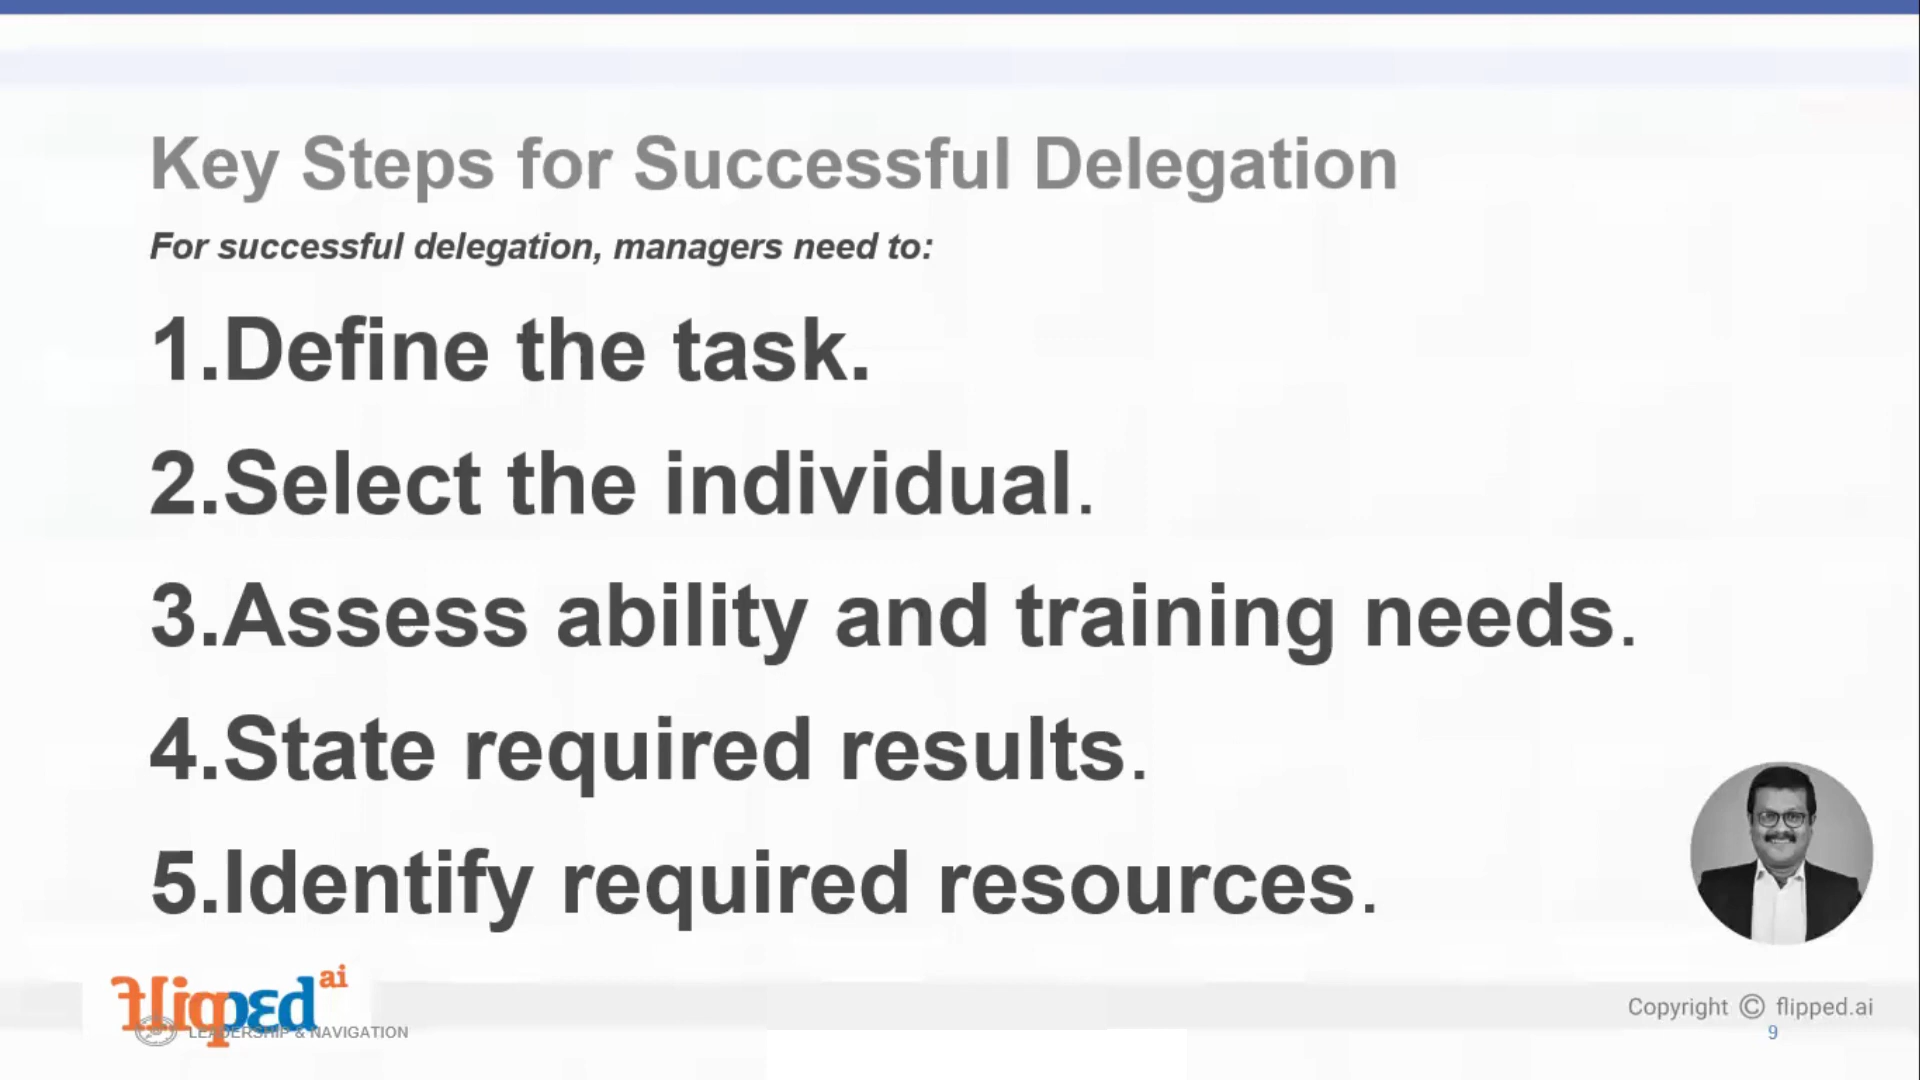 Key Steps for Successful Delegation
For successful delegation, managers need to:
1.Define the task.
2.Select the individual.
3.Assess ability and training needs.
4.State required results.
5.Identify required resources.
flipped ai
LEADERSHIP & NAVIGATION
Copyright © flipped.ai
9